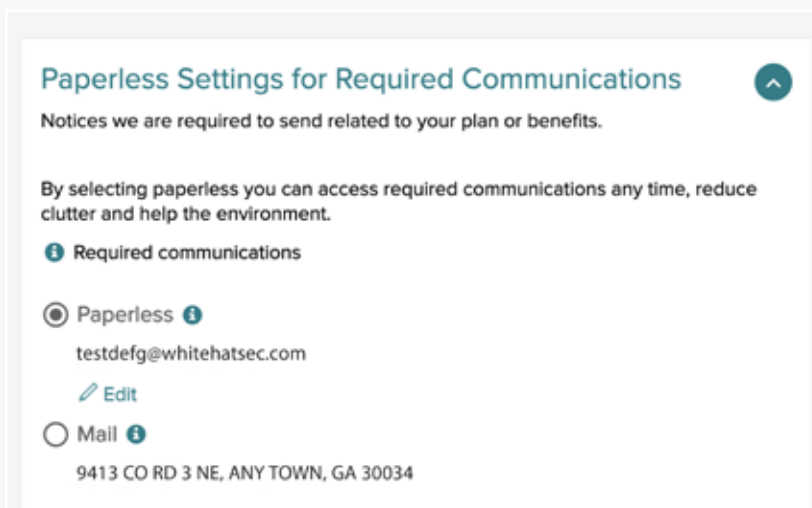 Paperless Settings for Required Communications
Notices we are required to send related to your plan or benefits.
By selecting paperless you can access required communications any time, reduce
clutter and help the environment.
Required communications
Paperless
testdefg@whitehatsec.com
Edit
Mail
9413 CO RD 3 NE, ANY TOWN, GA 30034